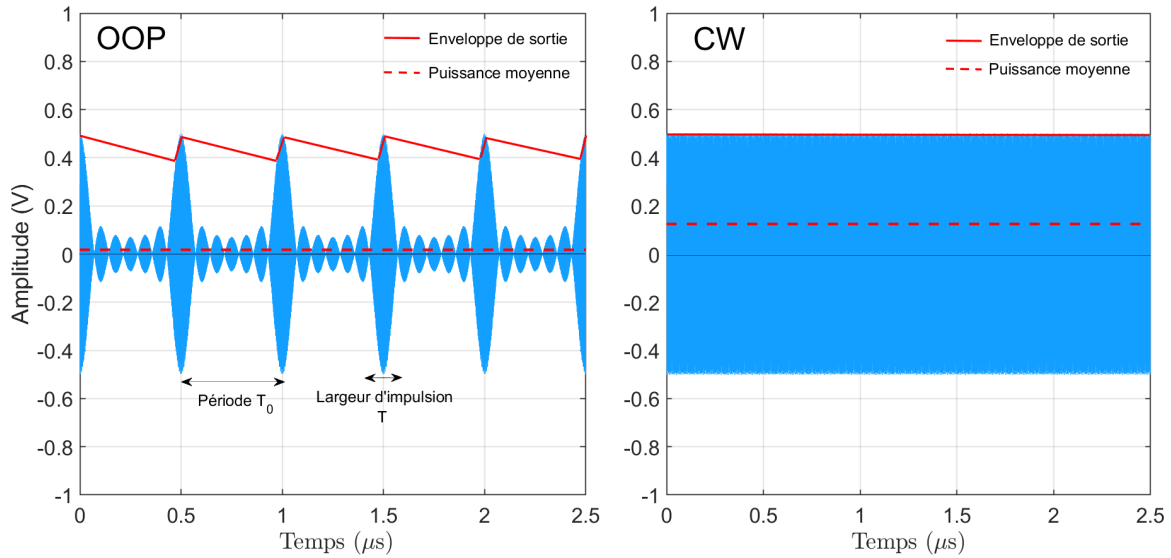 OOP
Enveloppe de sortie
Puissance moyenne
Période T0
Largeur d'impulsion
T
Amplitude (V)
1
0.8
0.6
0.4
0.2
0
-0.2
-0.4
-0.6
-0.8
-1
0 0.5 1 1.5 2 2.5
Temps (μs)
CW
Enveloppe de sortie
Puissance moyenne
1
0.8
0.6
0.4
0.2
0
-0.2
-0.4
-0.6
-0.8
-1
0 0.5 1 1.5 2 2.5
Temps (μs)